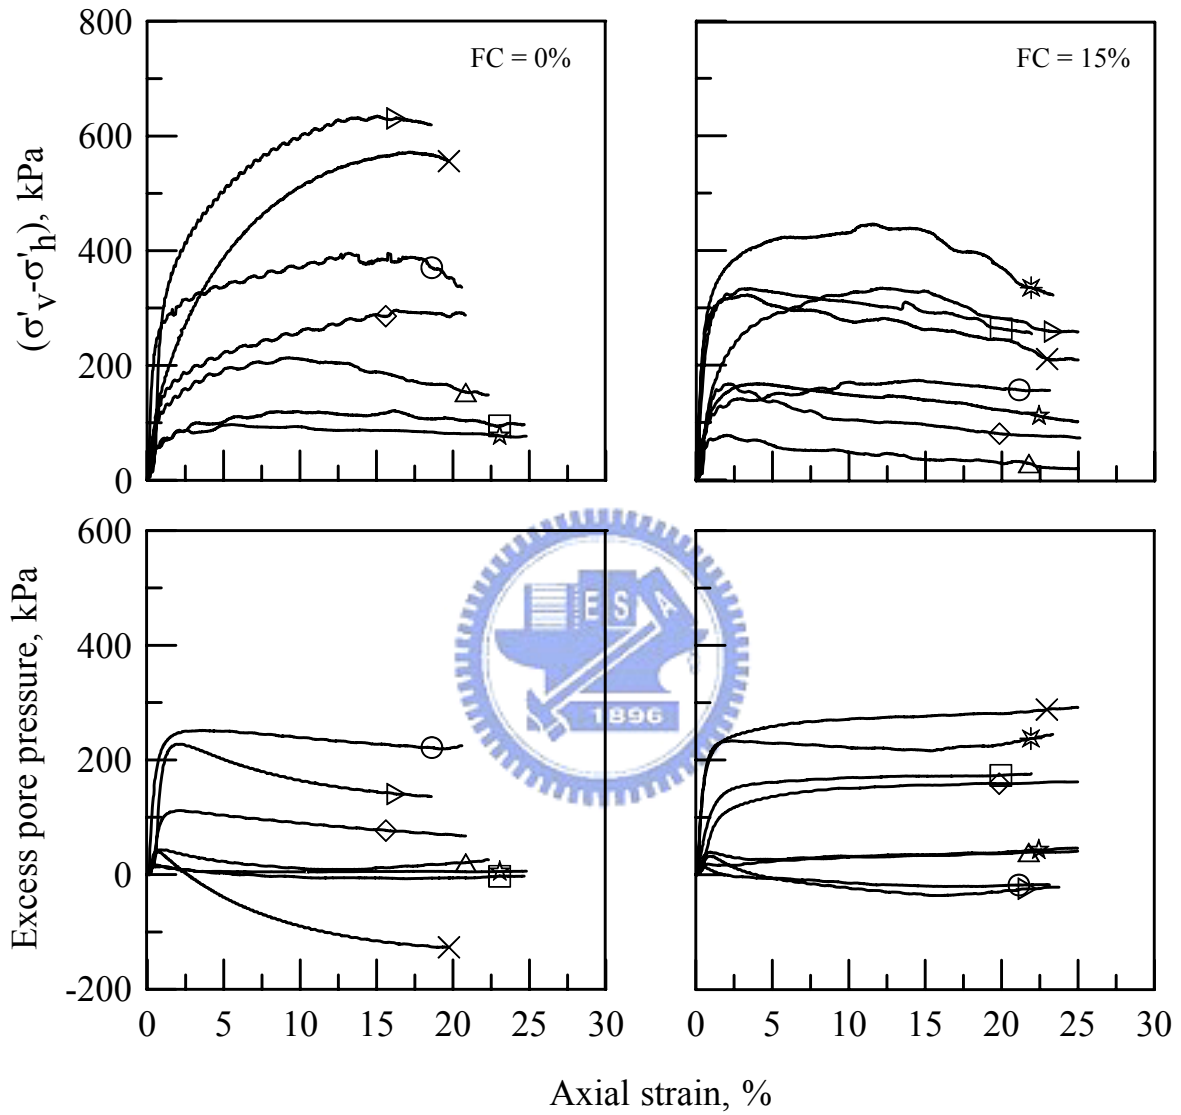 800
600
400
200
0
(σ'v-σ'h), kPa
FC = 0%
FC = 15%
600
400
200
0
-200
Excess pore pressure, kPa
E S A
1896
0 5 10 15 20 25 30
0 5 10 15 20 25 30
Axial strain, %